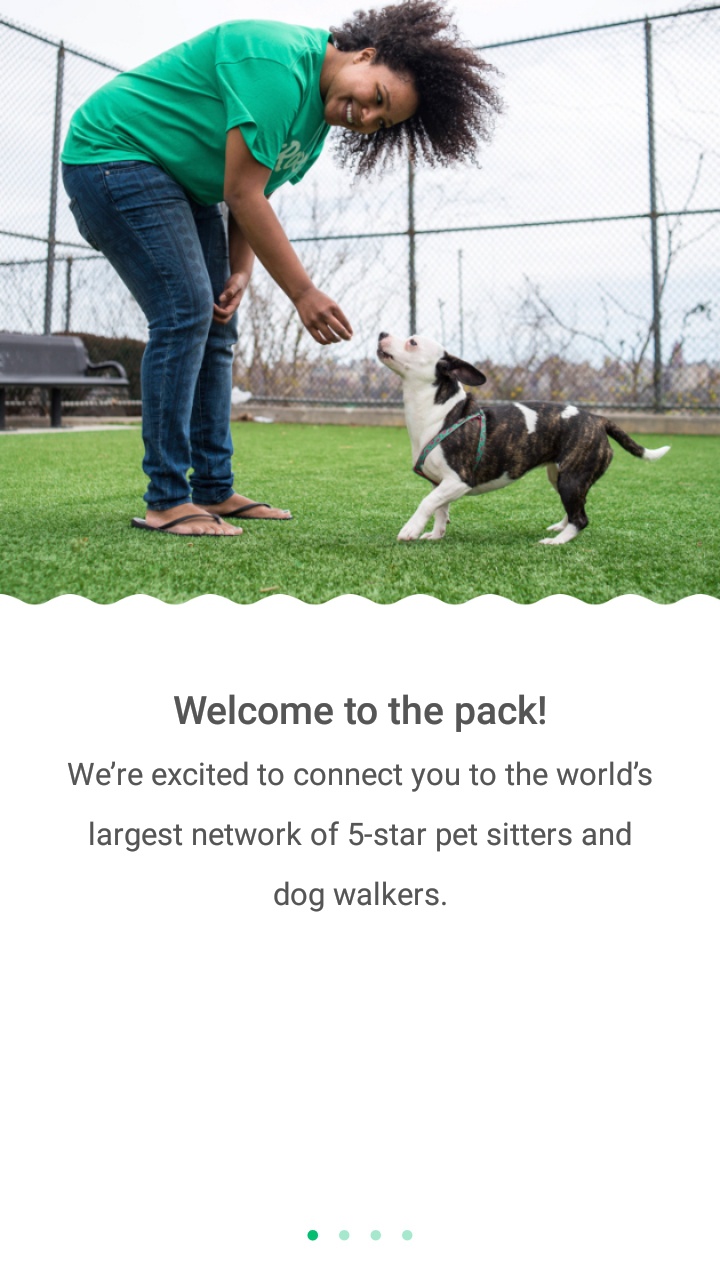 Welcome to the pack!
We’re excited to connect you to the world’s
largest network of 5-star pet sitters and
dog walkers.